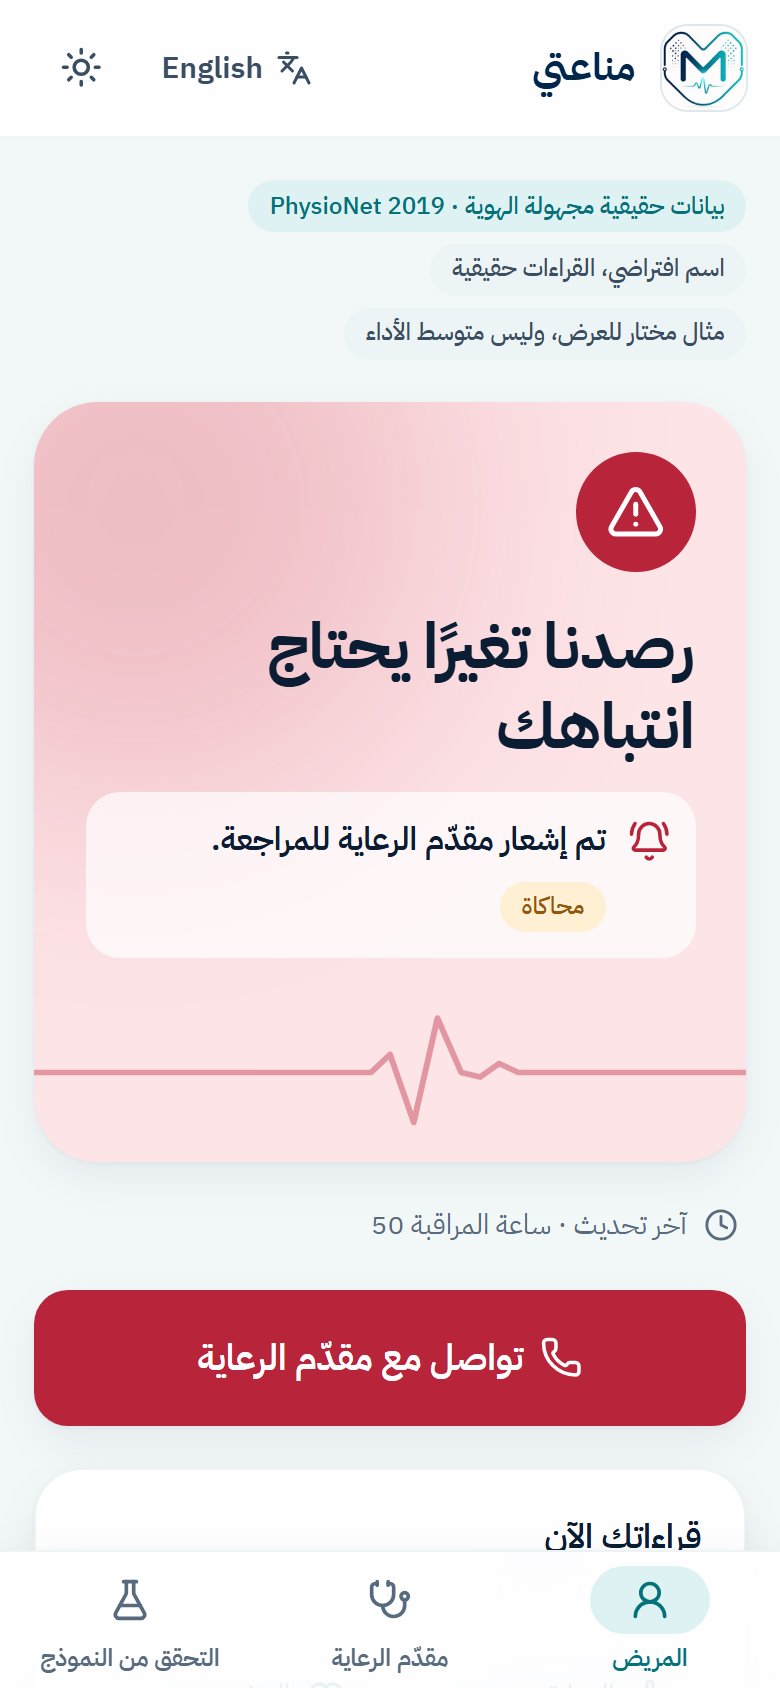 مناعتي
English
بيانات حقيقية مجهولة الهوية · PhysioNet 2019
اسم افتراضي، القراءات حقيقية
مثال مختار للعرض، وليس متوسط الأداء
رصدنا تغيرًا يحتاج
انتباهك
تم إشعار مقدّم الرعاية للمراجعة.
محاكاة
آخر تحديث · ساعة المراقبة 50
تواصل مع مقدّم الرعاية
قراءاتك الآن
المريض
مقدّم الرعاية
التحقق من النموذج